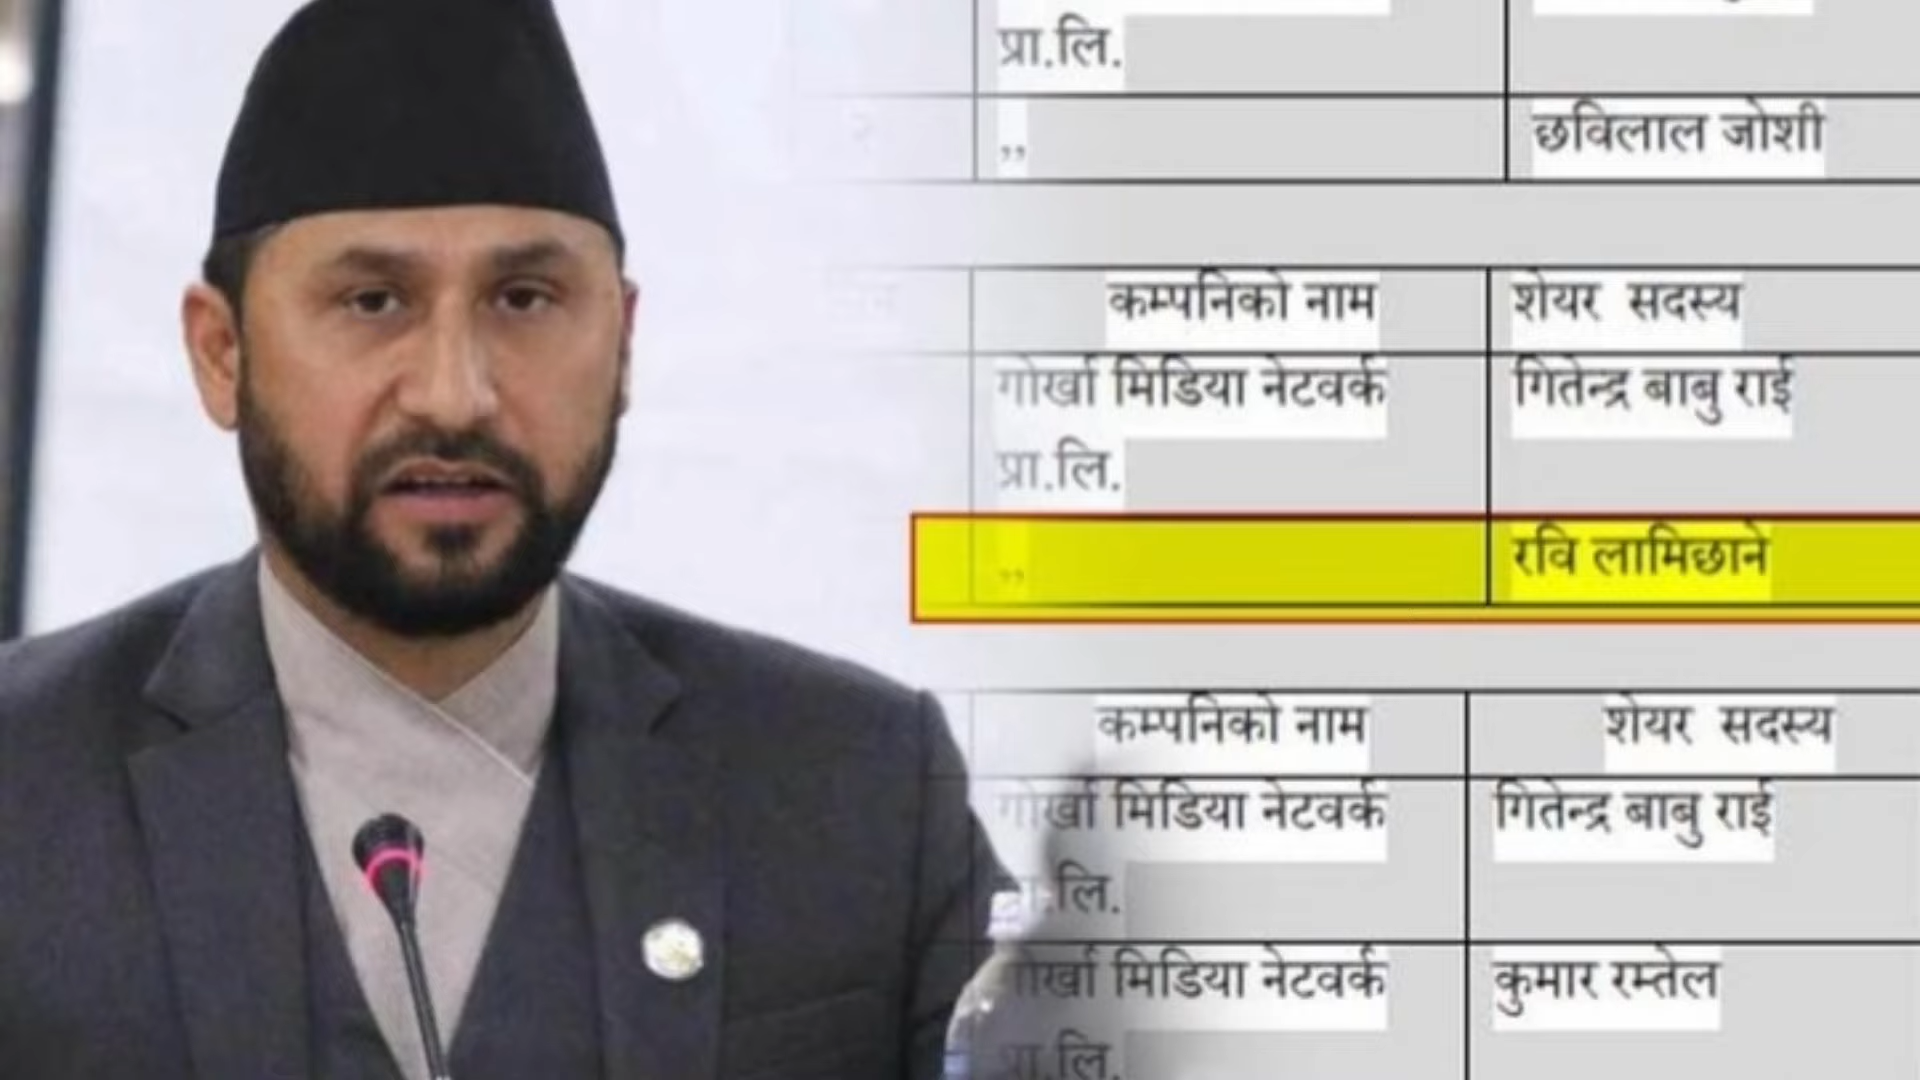 प्रा.लि.
,, छविलाल जोशी
कम्पनिको नाम शेयर सदस्य
गोर्खा मिडिया नेटवर्क गितेन्द्र बाबु राई
प्रा.लि.
,, रवि लामिछाने
कम्पनिको नाम शेयर सदस्य
गोर्खा मिडिया नेटवर्क गितेन्द्र बाबु राई
प्रा.लि.
गोर्खा मिडिया नेटवर्क कुमार रम्तेल
प्रा.लि.